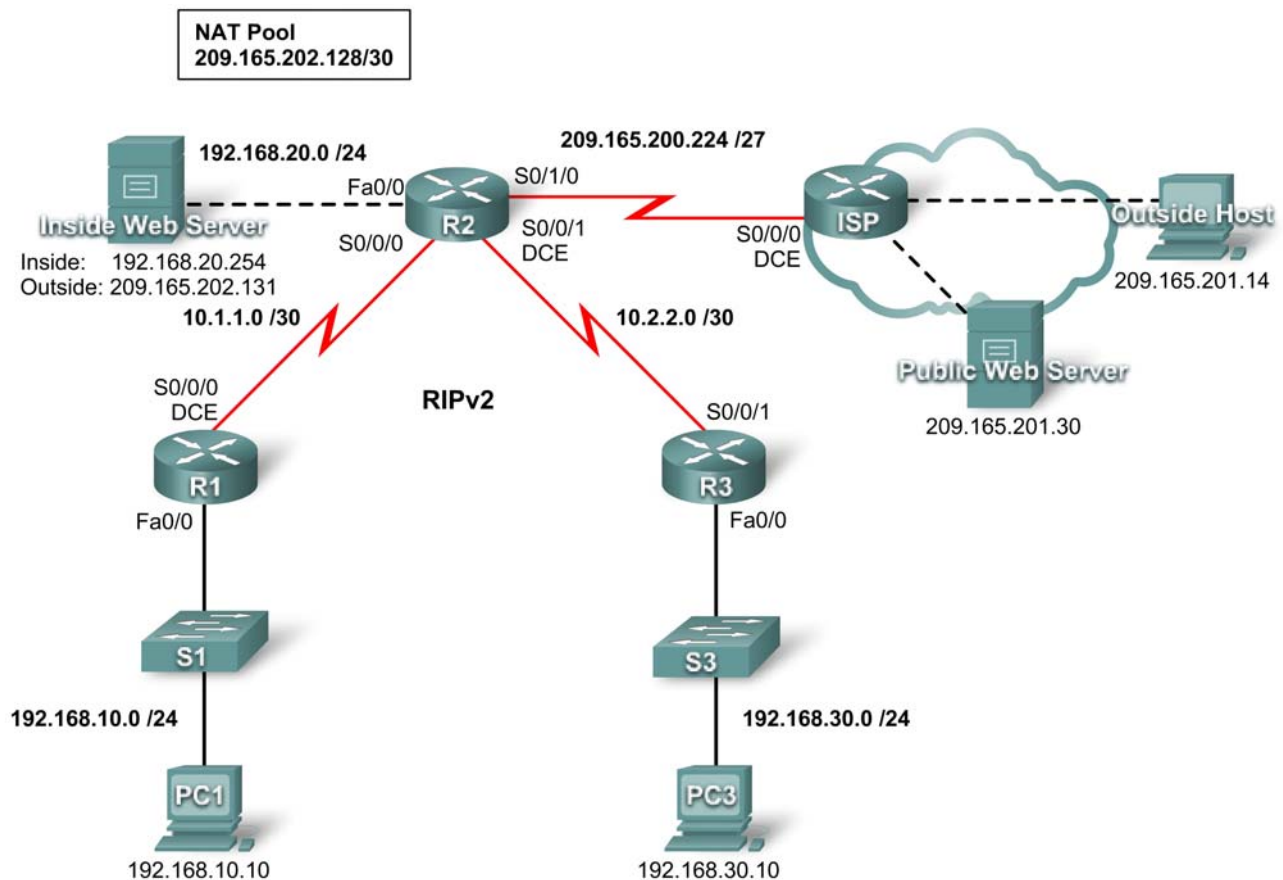 NAT Pool
209.165.202.128/30
192.168.20.0 /24
209.165.200.224 /27
Fa0/0
S0/1/0
Inside Web Server
R2
ISP
Outside Host
S0/0/0
S0/0/1
DCE
S0/0/0
DCE
Inside: 192.168.20.254
Outside: 209.165.202.131
209.165.201.14
10.1.1.0 /30
10.2.2.0 /30
Public Web Server
S0/0/0
DCE
RIPv2
S0/0/1
209.165.201.30
R1
R3
Fa0/0
Fa0/0
S1
S3
192.168.10.0 /24
192.168.30.0 /24
PC1
PC3
192.168.10.10
192.168.30.10